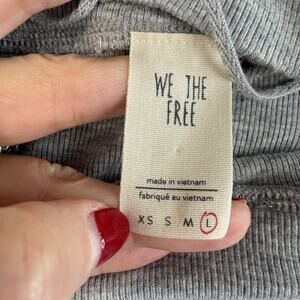 WE THE
FREE
made in vietnam
fabriqué au vietnam
XS S M L